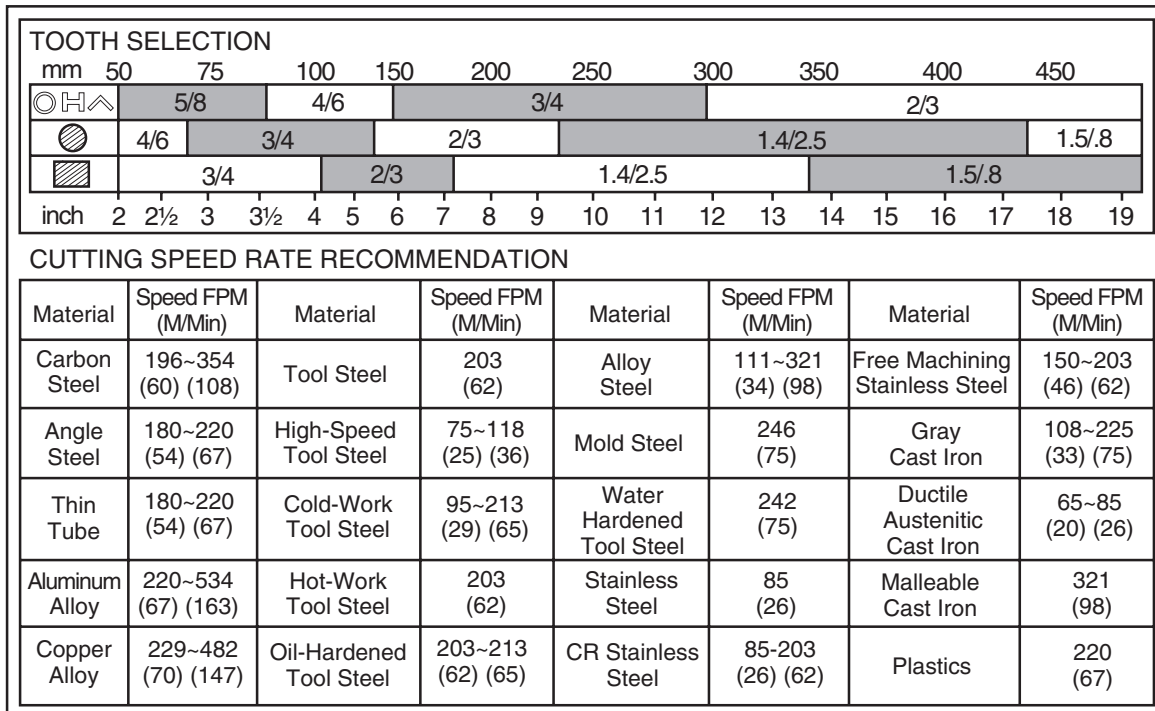 TOOTH SELECTION
mm 50 75 100 150 200 250 300 350 400 450
5/8 4/6 3/4 2/3
4/6 3/4 2/3 1.4/2.5 1.5/.8
3/4 2/3 1.4/2.5 1.5/.8
inch 2 2½ 3 3½ 4 5 6 7 8 9 10 11 12 13 14 15 16 17 18 19
CUTTING SPEED RATE RECOMMENDATION
Material
Speed FPM
(M/Min)
Material
Speed FPM
(M/Min)
Material
Speed FPM
(M/Min)
Material
Speed FPM
(M/Min)
Carbon
Steel
196~354
(60) (108)
Tool Steel
203
(62)
Alloy
Steel
111~321
(34) (98)
Free Machining
Stainless Steel
150~203
(46) (62)
Angle
Steel
180~220
(54) (67)
High-Speed
Tool Steel
75~118
(25) (36)
Mold Steel
246
(75)
Gray
Cast Iron
108~225
(33) (75)
Thin
Tube
180~220
(54) (67)
Cold-Work
Tool Steel
95~213
(29) (65)
Water
Hardened
Tool Steel
242
(75)
Ductile
Austenitic
Cast Iron
65~85
(20) (26)
Aluminum
Alloy
220~534
(67) (163)
Hot-Work
Tool Steel
203
(62)
Stainless
Steel
85
(26)
Malleable
Cast Iron
321
(98)
Copper
Alloy
229~482
(70) (147)
Oil-Hardened
Tool Steel
203~213
(62) (65)
CR Stainless
Steel
85-203
(26) (62)
Plastics
220
(67)